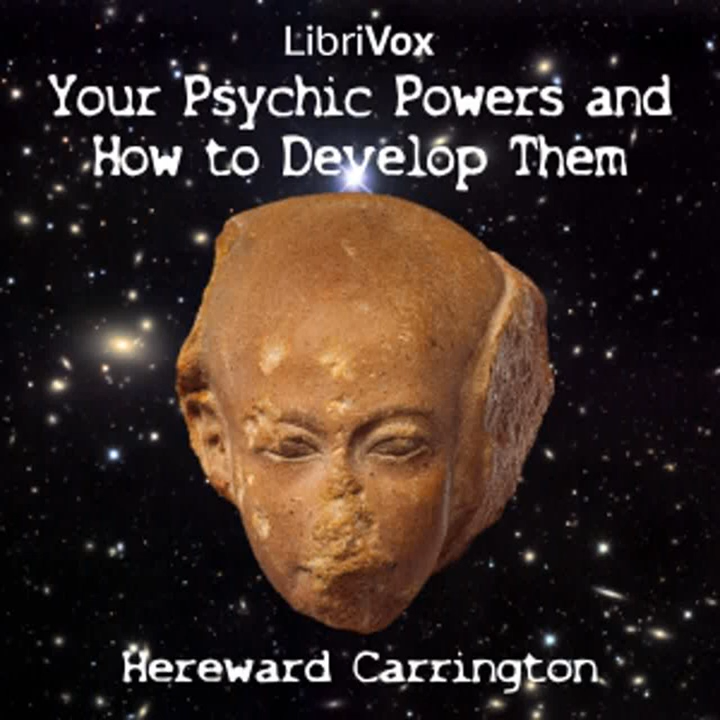 LibriVox
Your Psychic Powers and
How to Develop Them
Hereward Carrington